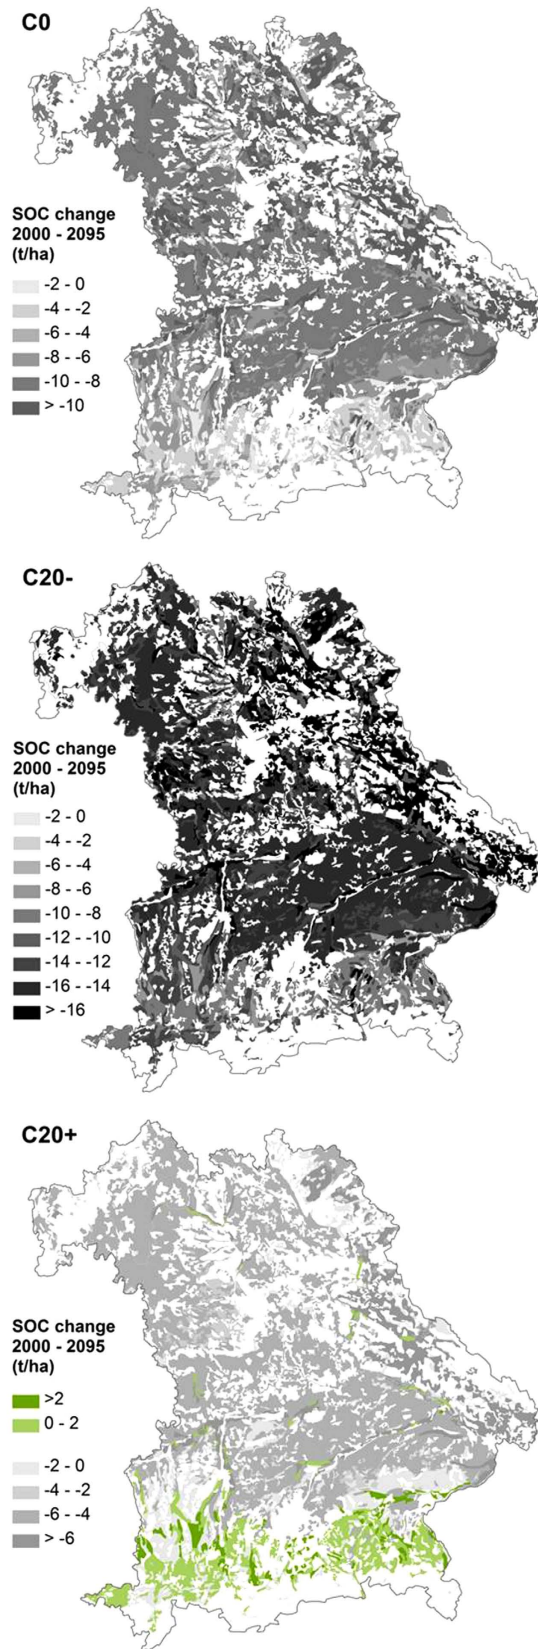 C0
SOC change
2000 - 2095
(t/ha)
-2 - 0
-4 - -2
-6 - -4
-8 - -6
-10 - -8
> -10
C20-
SOC change
2000 - 2095
(t/ha)
-2 - 0
-4 - -2
-6 - -4
-8 - -6
-10 - -8
-12 - -10
-14 - -12
-16 - -14
> -16
C20+
SOC change
2000 - 2095
(t/ha)
>2
0 - 2
-2 - 0
-4 - -2
-6 - -4
> -6